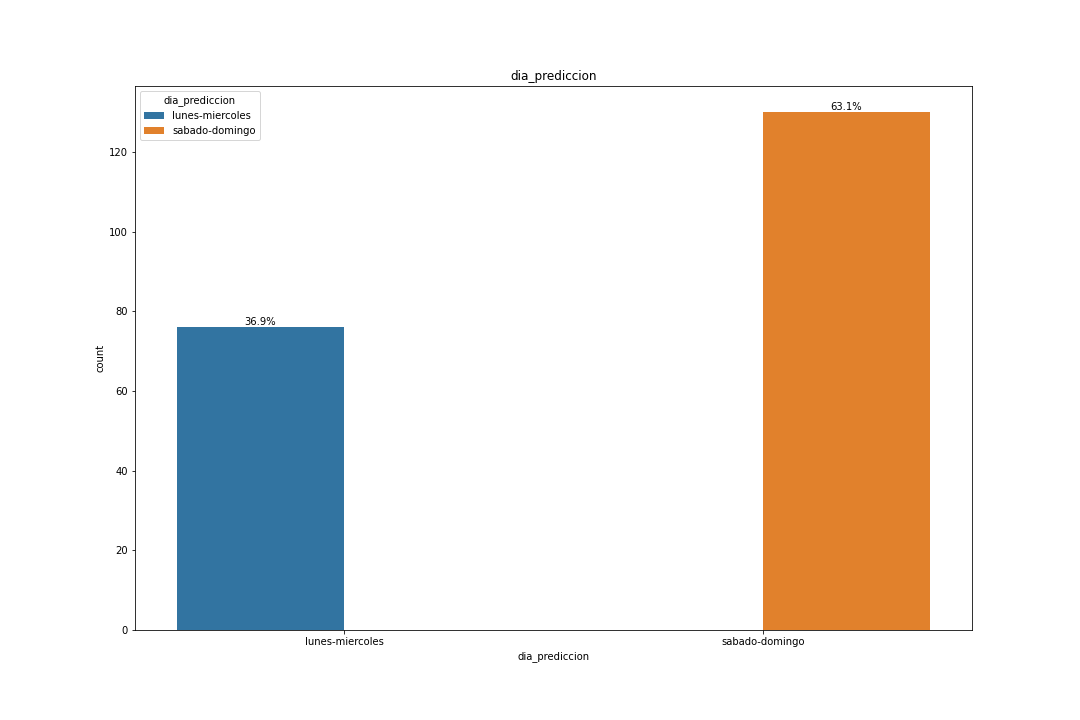 dia_prediccion
dia_prediccion
lunes-miercoles
sabado-domingo
63.1%
36.9%
120
100
80
60
40
20
0
count
lunes-miercoles
sabado-domingo
dia_prediccion